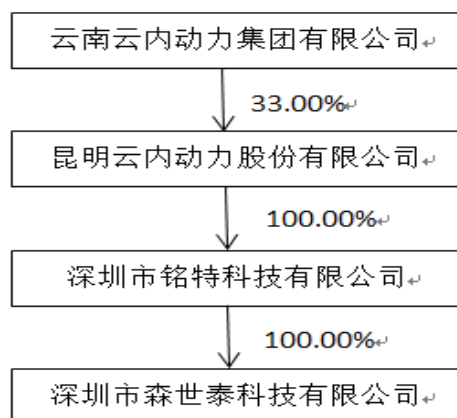 云南云内动力集团有限公司
33.00%
昆明云内动力股份有限公司
100.00%
深圳市铭特科技有限公司
100.00%
深圳市森世泰科技有限公司